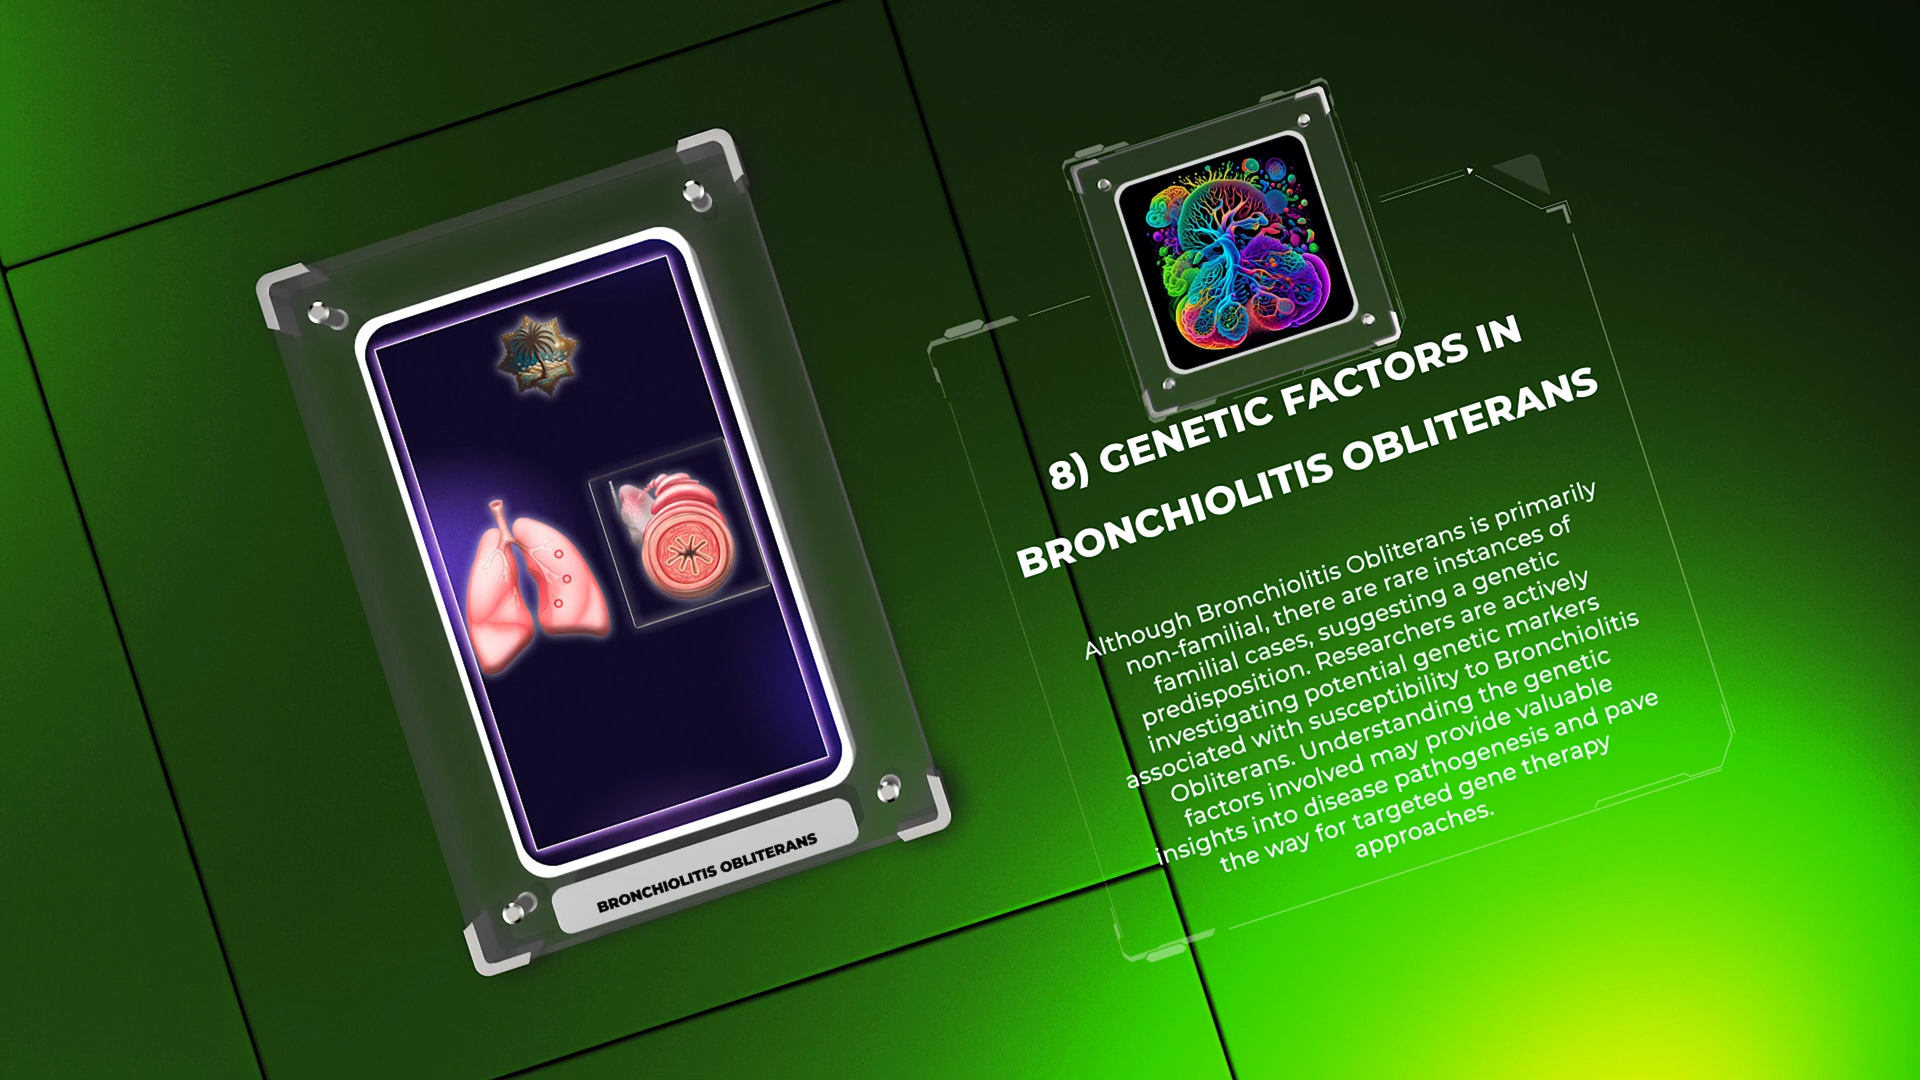 BRONCHIOLITIS OBLITERANS
8) GENETIC FACTORS IN
BRONCHIOLITIS OBLITERANS
Although Bronchiolitis Obliterans is primarily
non-familial, there are rare instances of
familial cases, suggesting a genetic
predisposition. Researchers are actively
investigating potential genetic markers
associated with susceptibility to Bronchiolitis
Obliterans. Understanding the genetic
factors involved may provide valuable
insights into disease pathogenesis and pave
the way for targeted gene therapy
approaches.